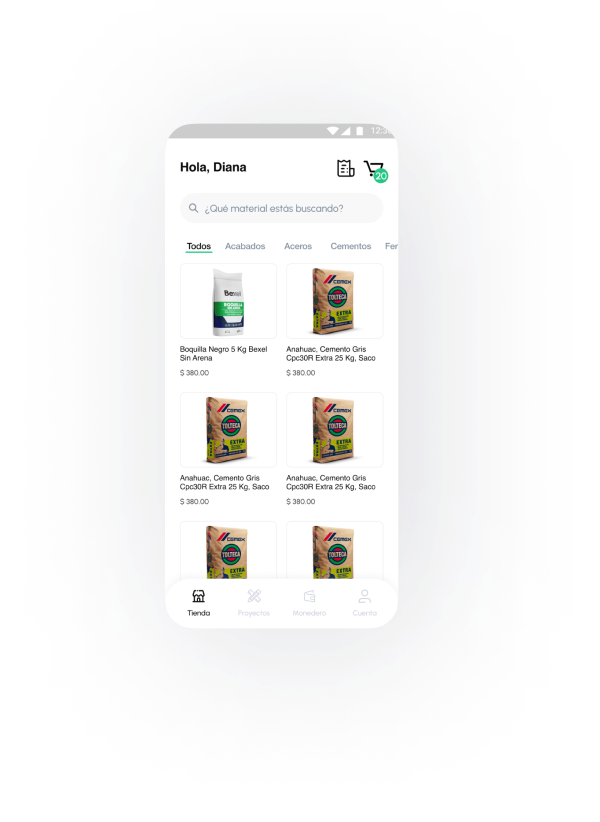 Hola, Diana
20
¿Qué material estás buscando?
Todos Acabados Aceros Cementos Fer
BOQUILLA
CEMEX
TOLTECA
EXTRA
Boquilla Negro 5 Kg Bexel
Sin Arena
$ 380.00
Anahuac, Cemento Gris
Cpc30R Extra 25 Kg, Saco
$ 380.00
CEMEX
TOLTECA
EXTRA
CEMEX
TOLTECA
EXTRA
Anahuac, Cemento Gris
Cpc30R Extra 25 Kg, Saco
$ 380.00
Anahuac, Cemento Gris
Cpc30R Extra 25 Kg, Saco
$ 380.00
CEMEX
TOLTECA
EXTRA
CEMEX
TOLTECA
EXTRA
Tienda Proyectos Monedero Cuenta